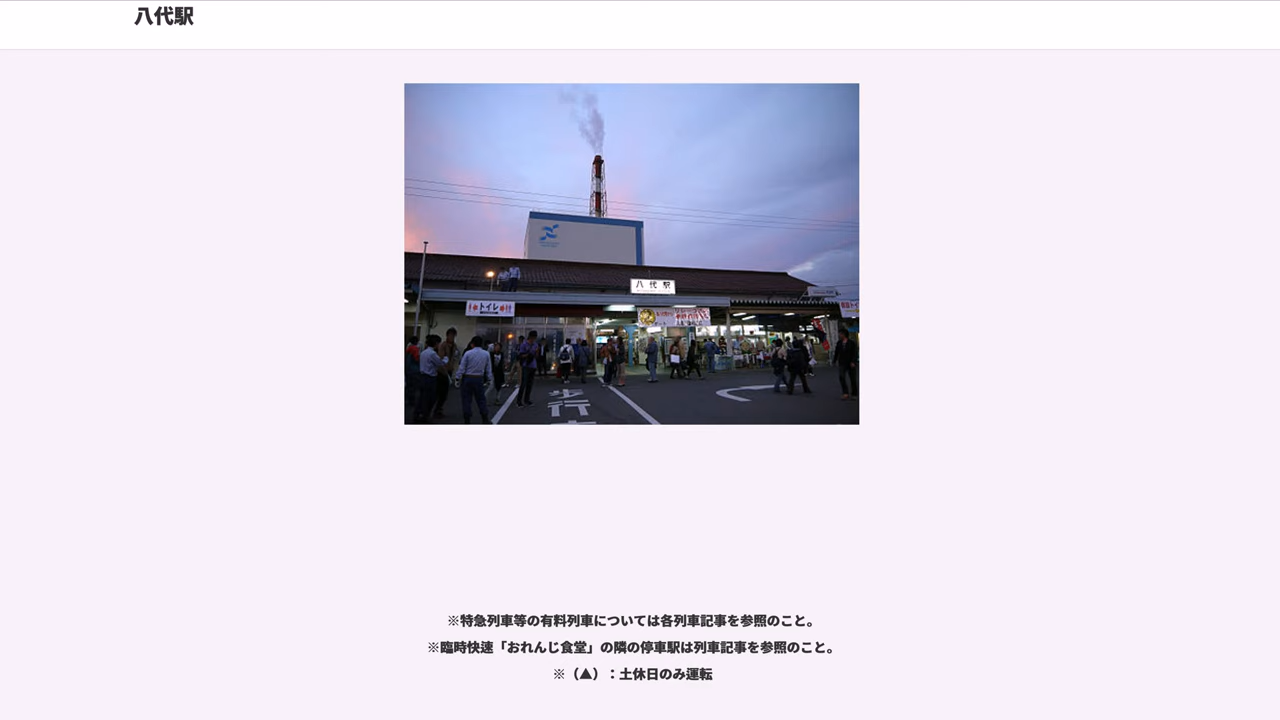 八代駅
八代駅
トイレ
歩行
※特急列車等の有料列車については各列車記事を参照のこと。
※臨時快速「おれんじ食堂」の隣の停車駅は列車記事を参照のこと。
※（▲）：土休日のみ運転